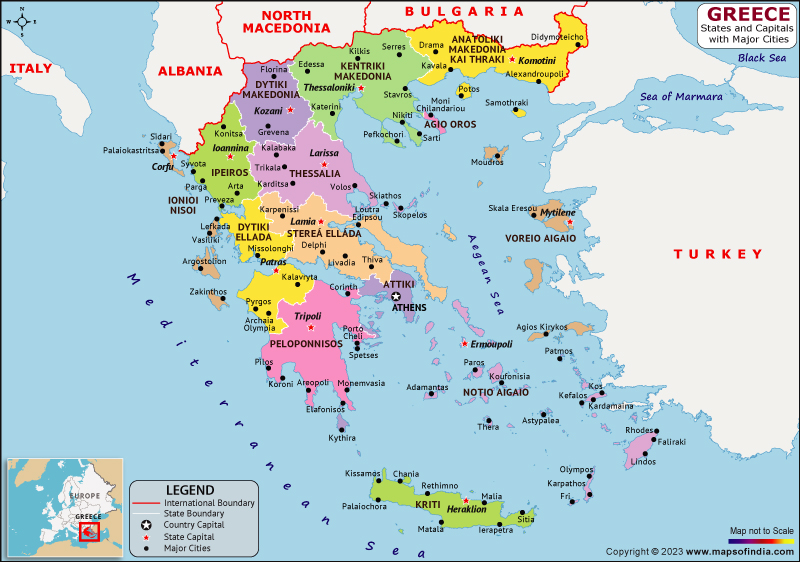 GREECE
States and Capitals
with Major Cities
NORTH
MACEDONIA
BULGARIA
ITALY
ALBANIA
Black Sea
Sea of Marmara
TURKEY
Aegean Sea
Mediterranean Sea
ANATOLIKI
MAKEDONIA
KAI THRAKI
Didymoteicho
Komotini
Alexandroupoli
Drama
Kavala
Potos
Samothraki
Serres
Kilkis
Edessa
KENTRIKI
MAKEDONIA
Thessaloniki
Katerini
Stavros
Moni
Chilandariou
AGIO OROS
Nikiti
Sarti
Pefkochori
Florina
DYTIKI
MAKEDONIA
Kozani
Grevena
Konitsa
Ioannina
IPEIROS
Arta
Syvota
Parga
Preveza
Sidari
Palaiokastritsa
Corfu
IONIOI
NISOI
Lefkada
Vasiliki
Argostolion
Zakinthos
Kalabaka
Larissa
Trikala
THESSALIA
Karditsa
Volos
Skiathos
Skopelos
Moudros
Skala Eresou
Mytilene
VOREIO AIGAIO
Karpenissi
Lamia
Loutra
Edipsou
STEREÁ ELLÁDA
Delphi
Livadia
Thiva
DYTIKI
ELLADA
Missolonghi
Patras
Kalavryta
Pyrgos
Archaia
Olympia
Corinth
ATTIKI
ATHENS
Tripoli
PELOPONNISOS
Porto
Cheli
Spetses
Pilos
Koroni
Areopoli
Monemvasia
Elafonisos
Kythira
Agios Kirykos
Patmos
Ermoupoli
Paros
Koufonisia
Adamantas
NOTIO AIGAIO
Thera
Astypalea
Kos
Kefalos
Kardamaina
Rhodes
Faliraki
Lindos
Olympos
Karpathos
Fri
Kissamos
Chania
Rethimno
Malia
Palaiochora
KRITI
Heraklion
Sitia
Matala
Ierapetra
EUROPE
GREECE
LEGEND
International Boundary
State Boundary
Country Capital
State Capital
Major Cities
Map not to Scale
Copyright © 2023 www.mapsofindia.com